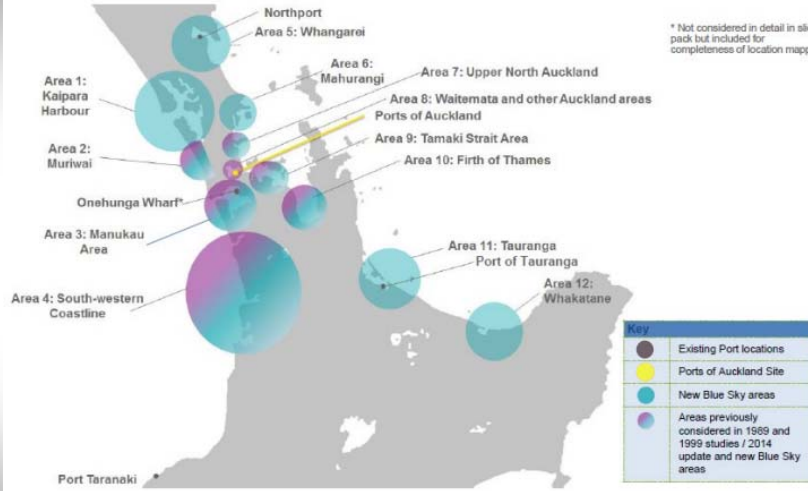 Northport
Area 5: Whangarei
* Not considered in detail in
pack but included for
completeness of location
Area 6:
Mahurangi
Area 7: Upper North Auckland
Area 1:
Kaipara
Harbour
Area 8: Waitemata and other Auckland areas
Ports of Auckland
Area 2:
Muriwai
Area 9: Tamaki Strait Area
Area 10: Firth of Thames
Onehunga Wharf*
Area 3: Manukau
Area
Area 11: Tauranga
Port of Tauranga
Area 4: South-western
Coastline
Area 12:
Whakatane
Key
Existing Port locations
Ports of Auckland Site
New Blue Sky areas
Areas previously
considered in 1989 and
1999 studies / 2014
update and new Blue Sky
areas
Port Taranaki